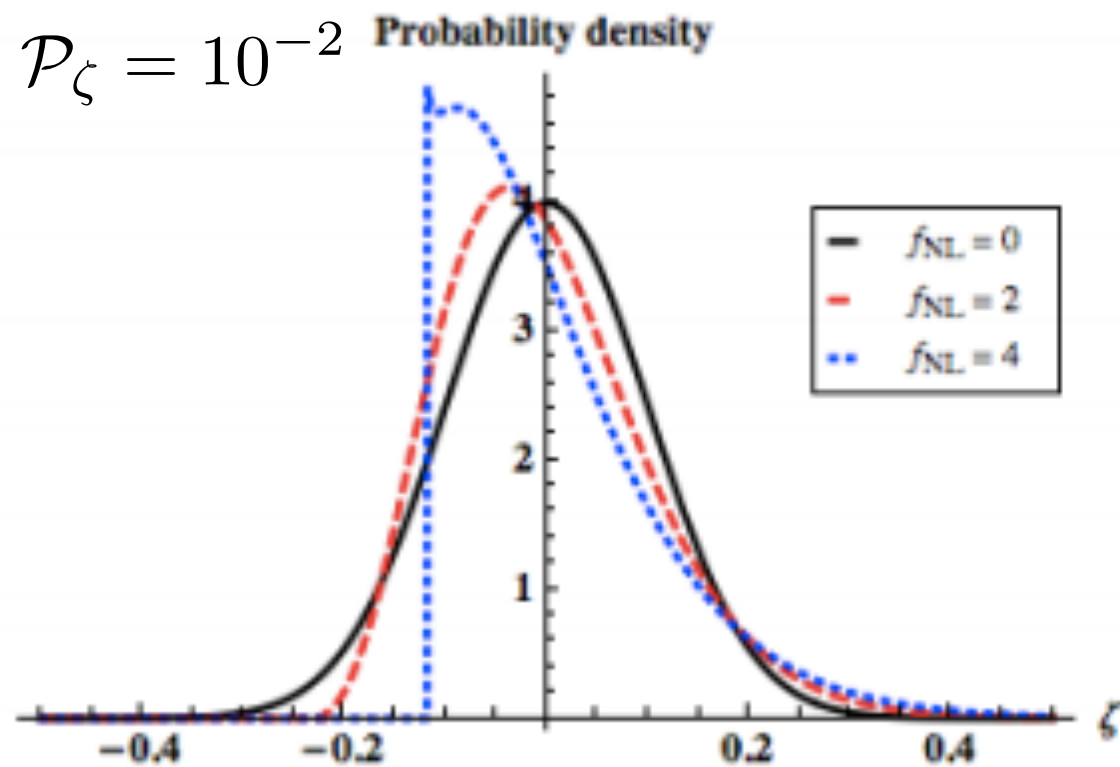 𝒫_ζ = 10⁻²
Probability density
4
3
2
1
−0.4 −0.2 0.2 0.4 ζ
f_NL = 0
f_NL = 2
f_NL = 4